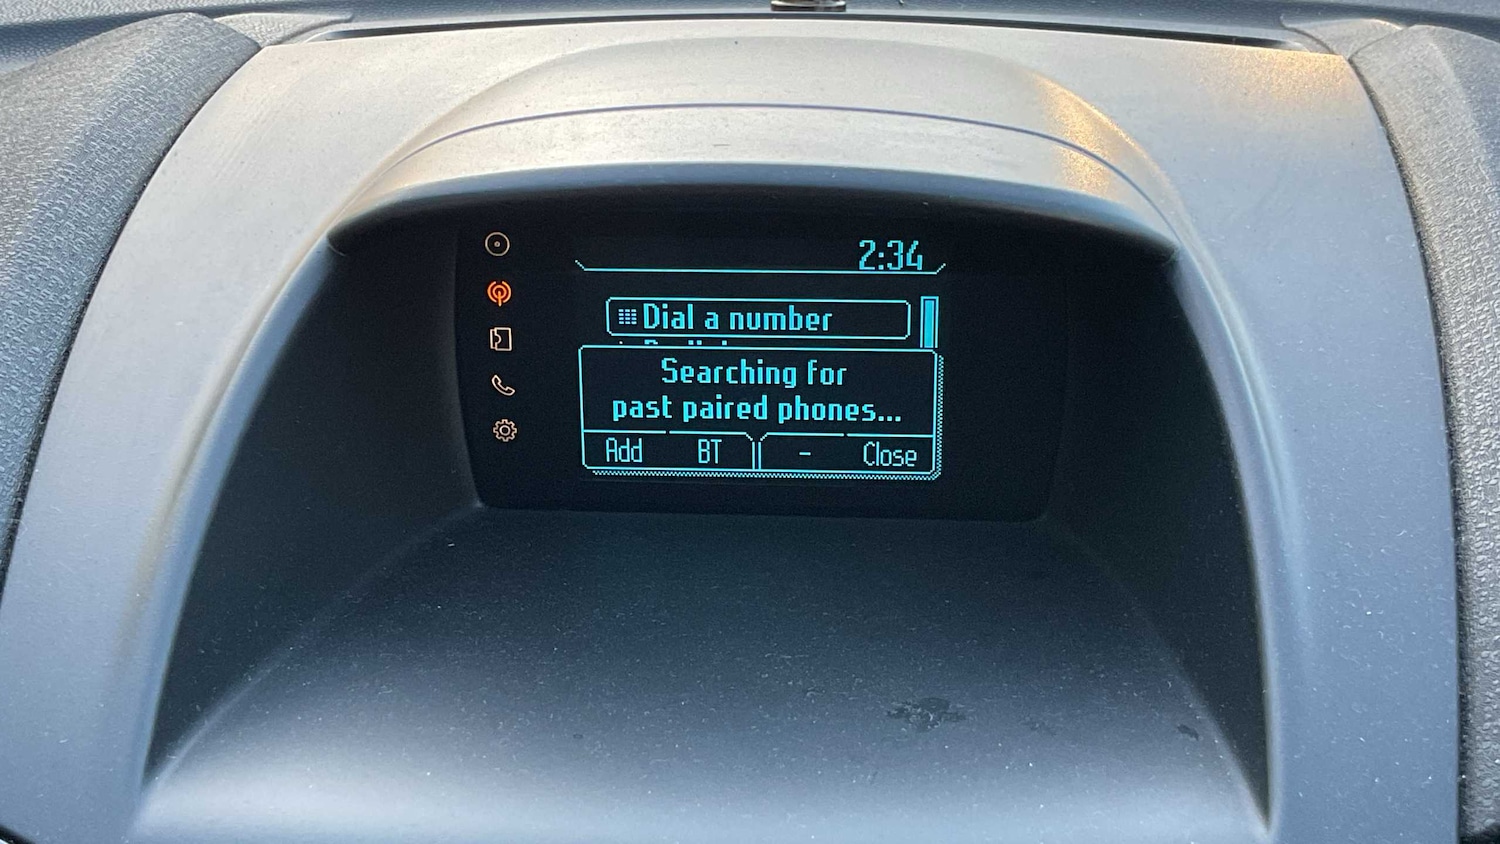 2:34
Dial a number
Searching for
past paired phones...
Add BT - Close